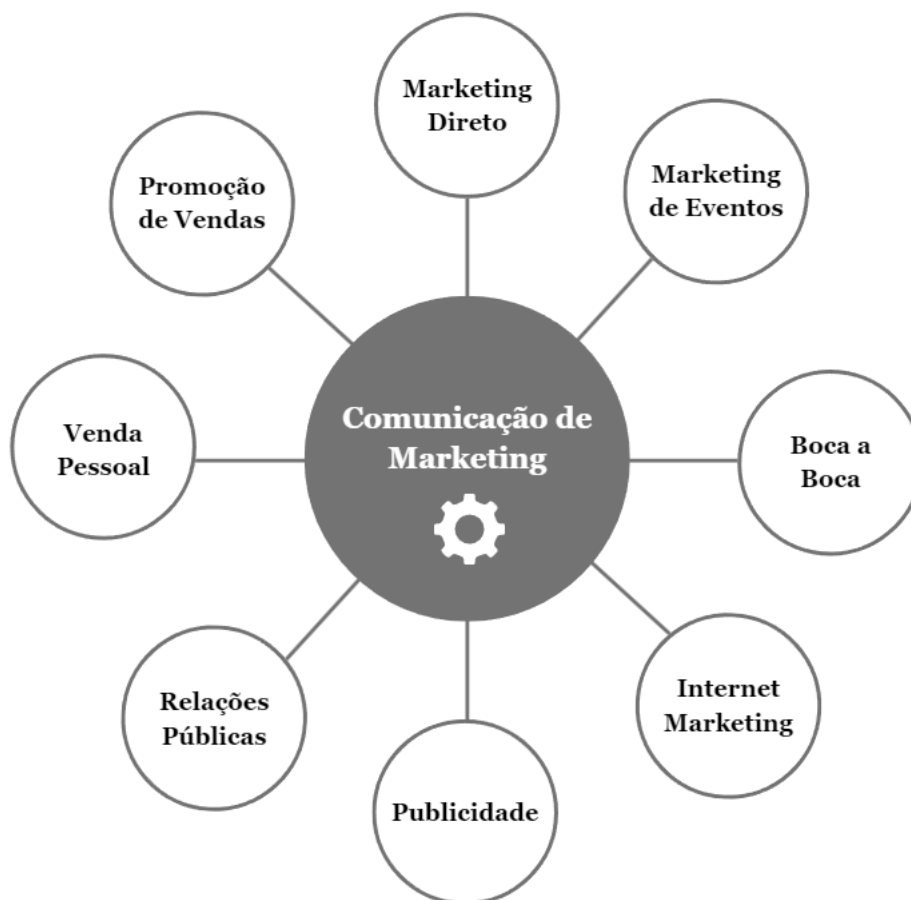 Marketing
Direto
Marketing
de Eventos
Promoção
de Vendas
Comunicação de
Marketing
Venda
Pessoal
Boca a
Boca
Internet
Marketing
Relações
Públicas
Publicidade